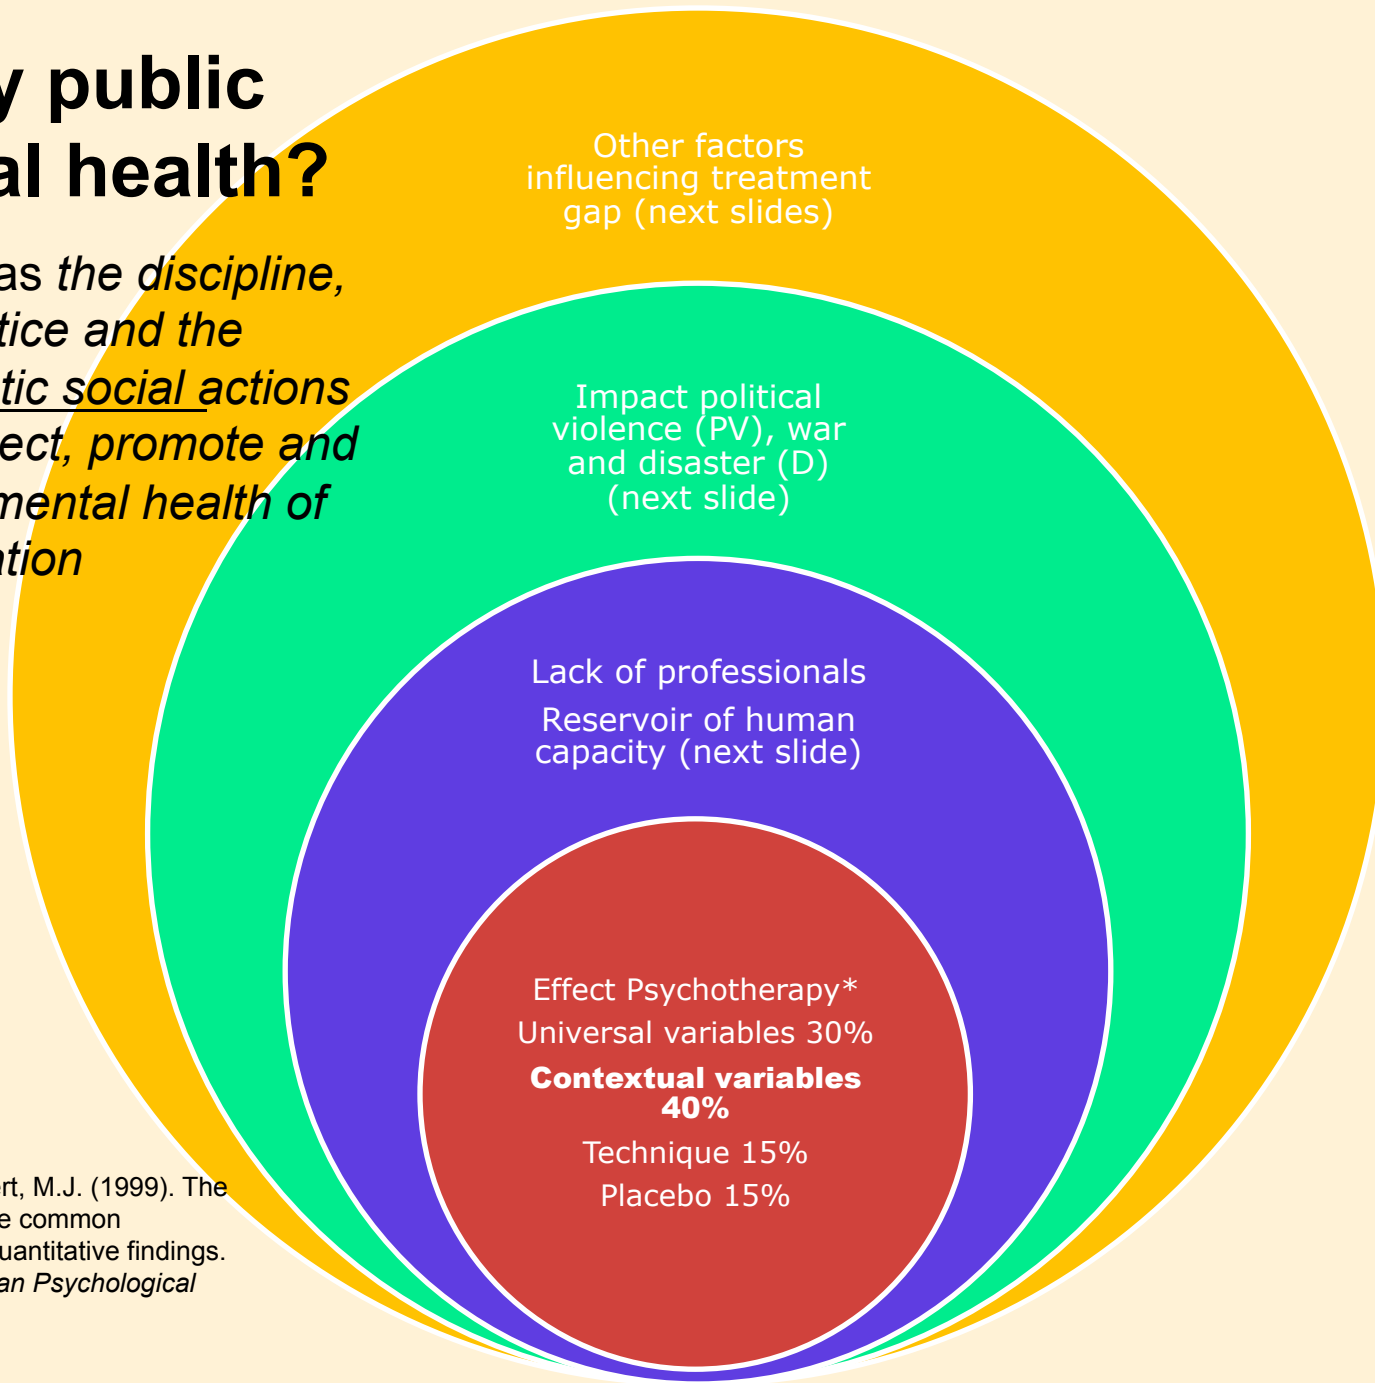 y public
al health?
as the discipline,
tice and the
tic social actions
ect, promote and
mental health of
ation
Other factors
influencing treatment
gap (next slides)
Impact political
violence (PV), war
and disaster (D)
(next slide)
Lack of professionals
Reservoir of human
capacity (next slide)
Effect Psychotherapy*
Universal variables 30%
Contextual variables
40%
Technique 15%
Placebo 15%
ert, M.J. (1999). The
e common
uantitative findings.
an Psychological